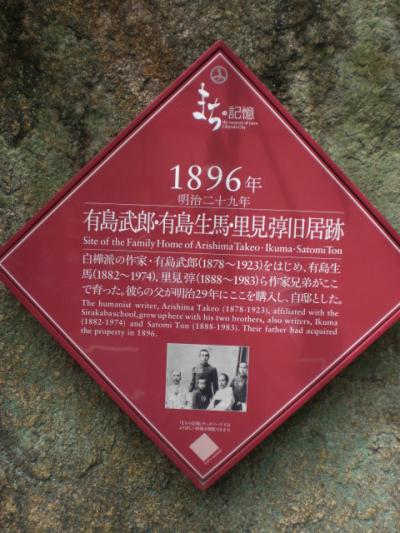 まちの記憶
1896年
明治二十九年
有島武郎・有島生馬・里見弴旧居跡
Site of the Family Home of Arishima Takeo・Ikuma・Satomi Ton
白樺派の作家・有島武郎(1878〜1923)をはじめ、有島生
馬(1882〜1974)、里見弴(1888〜1983)ら作家兄弟がここ
で育った。彼らの父が明治29年にここを購入し、自邸とした。
The humanist writer, Arishima Takeo (1878-1923), affiliated with the
Sirakaba school, grew up here with his two brothers, also writers, Ikuma
(1882-1974) and Satomi Ton (1888-1983). Their father had acquired
the property in 1896.